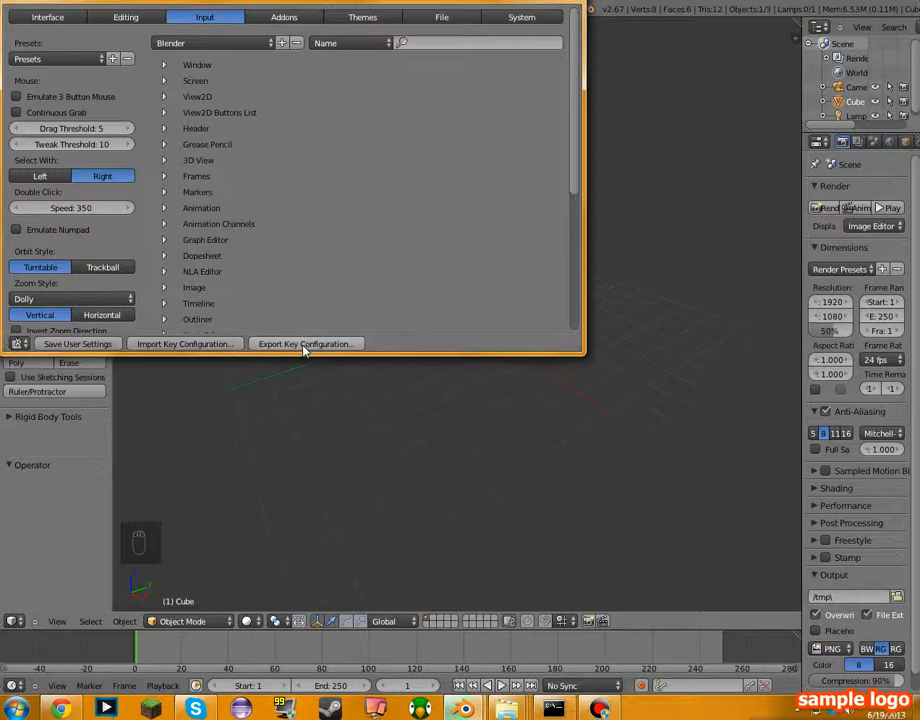 Interface Editing Input Addons Themes File System
v2.67 | Verts:8 | Faces:6 | Tris:12 | Objects:1/3 | Lamps:0/1 | Mem:6.53M (0.11M) | Cube
View Search
Presets:
Presets
Blender
Name
Mouse:
Emulate 3 Button Mouse
Continuous Grab
Drag Threshold: 5
Tweak Threshold: 10
Select With:
Left Right
Double Click:
Speed: 350
Emulate Numpad
Orbit Style:
Turntable Trackball
Zoom Style:
Dolly
Vertical Horizontal
Invert Zoom Direction
Window
Screen
View2D
View2D Buttons List
Header
Grease Pencil
3D View
Frames
Markers
Animation
Animation Channels
Graph Editor
Dopesheet
NLA Editor
Image
Timeline
Outliner
Save User Settings Import Key Configuration... Export Key Configuration...
Poly Erase
Use Sketching Sessions
Ruler/Protractor
Rigid Body Tools
Operator
(1) Cube
View Select Object Object Mode Global
-40 -20 0 20 40 60 80 100 120 140 160 180 200 220 240 260 280
View Marker Frame Playback Start: 1 End: 250 1 No Sync
Scene
Rende
World
Came
Cube
Lamp
Scene
Render
Rend Anim Play
Displa Image Editor
Dimensions
Render Presets
Resolution: Frame Ran
1920 Start: 1
1080 E: 250
50% Fra: 1
Aspect Rati Frame Rate
1.000 24 fps
1.000 Time Rema
Anti-Aliasing
5 8 11 16 Mitchell-
Full Sa 1.000
Sampled Motion Bl
Shading
Performance
Post Processing
Freestyle
Stamp
Output
/tmp\
Overwri File Ext
Placeho
PNG BW RG RG
Color 8 16
Compression: 90%
sample logo
6/19/2013